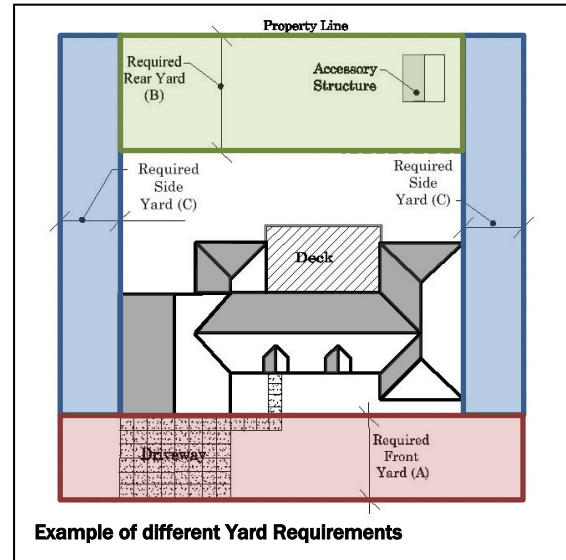 Property Line
Required
Rear Yard
(B)
Accessory
Structure
Required
Side
Yard (C)
Required
Side
Yard (C)
Deck
Driveway
Required
Front
Yard (A)
Example of different Yard Requirements